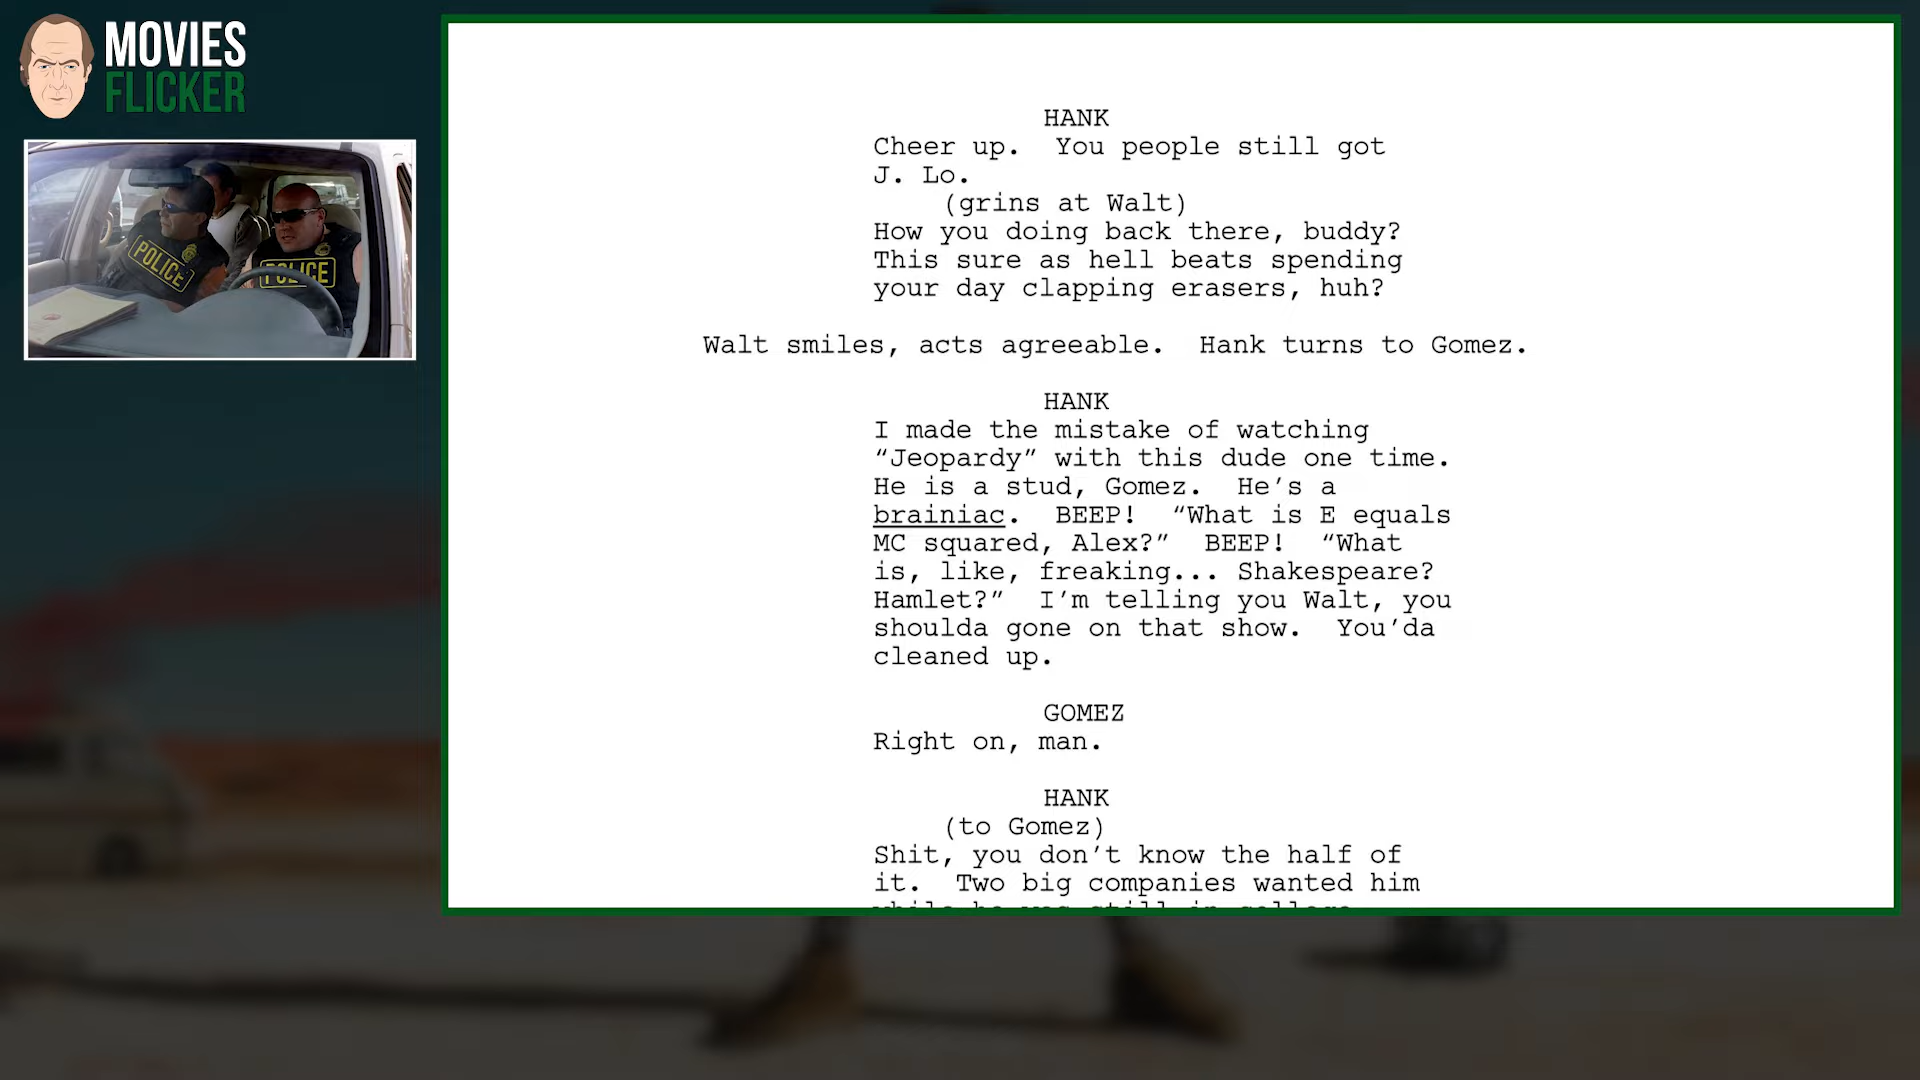 MOVIES
FLICKER
POLICE
POLICE
HANK
Cheer up.  You people still got
J. Lo.
(grins at Walt)
How you doing back there, buddy?
This sure as hell beats spending
your day clapping erasers, huh?
Walt smiles, acts agreeable.  Hank turns to Gomez.
HANK
I made the mistake of watching
“Jeopardy” with this dude one time.
He is a stud, Gomez.  He’s a
brainiac.  BEEP!  “What is E equals
MC squared, Alex?”  BEEP!  “What
is, like, freaking... Shakespeare?
Hamlet?”  I’m telling you Walt, you
shoulda gone on that show.  You’da
cleaned up.
GOMEZ
Right on, man.
HANK
(to Gomez)
Shit, you don’t know the half of
it.  Two big companies wanted him